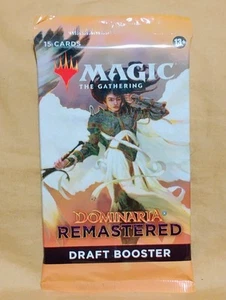 15 CARDS
13+
MAGIC
THE GATHERING
DOMINARIA
REMASTERED
DRAFT BOOSTER